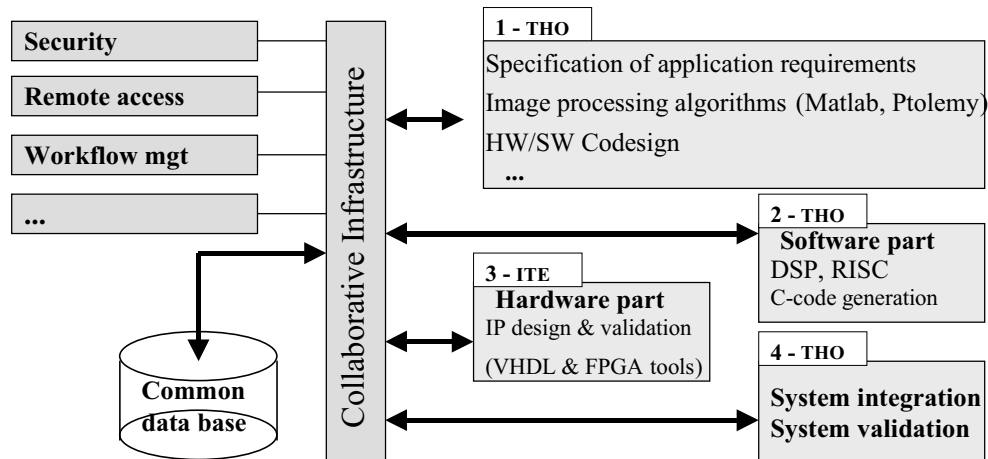 Security
Remote access
Workflow mgt
...
Common
data base
Collaborative Infrastructure
1 - THO
Specification of application requirements
Image processing algorithms (Matlab, Ptolemy)
HW/SW Codesign
...
2 - THO
Software part
DSP, RISC
C-code generation
3 - ITE
Hardware part
IP design & validation
(VHDL & FPGA tools)
4 - THO
System integration
System validation